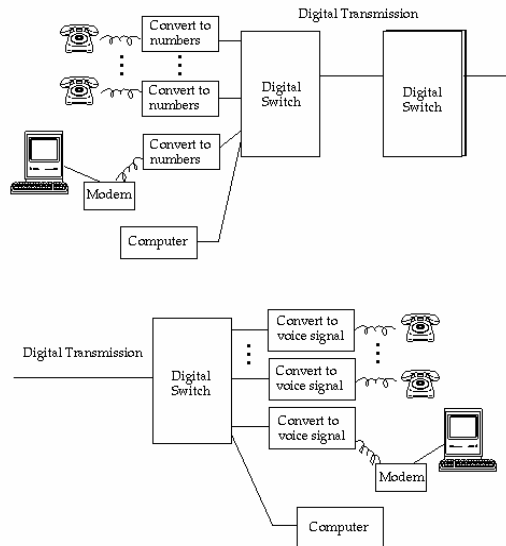 Digital Transmission
Convert to
numbers
Convert to
numbers
Digital
Switch
Digital
Switch
Convert to
numbers
Modem
Computer
Convert to
voice signal
Digital Transmission
Digital
Switch
Convert to
voice signal
Convert to
voice signal
Modem
Computer